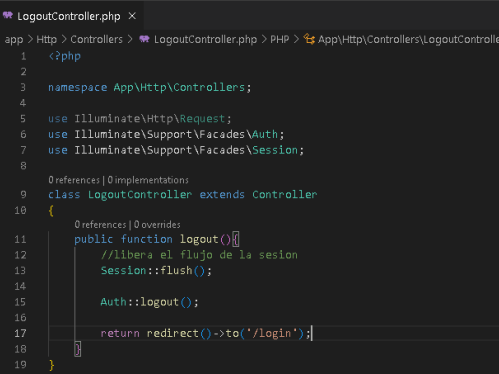 LogoutController.php ×
app > Http > Controllers > LogoutController.php > PHP > App\Http\Controllers\LogoutControlle
1 <?php
2
3 namespace App\Http\Controllers;
4
5 use Illuminate\Http\Request;
6 use Illuminate\Support\Facades\Auth;
7 use Illuminate\Support\Facades\Session;
8
0 references | 0 implementations
9 class LogoutController extends Controller
10 {
0 references | 0 overrides
11 public function logout(){
12 //libera el flujo de la sesion
13 Session::flush();
14
15 Auth::logout();
16
17 return redirect()->to('/login');
18 }
19 }